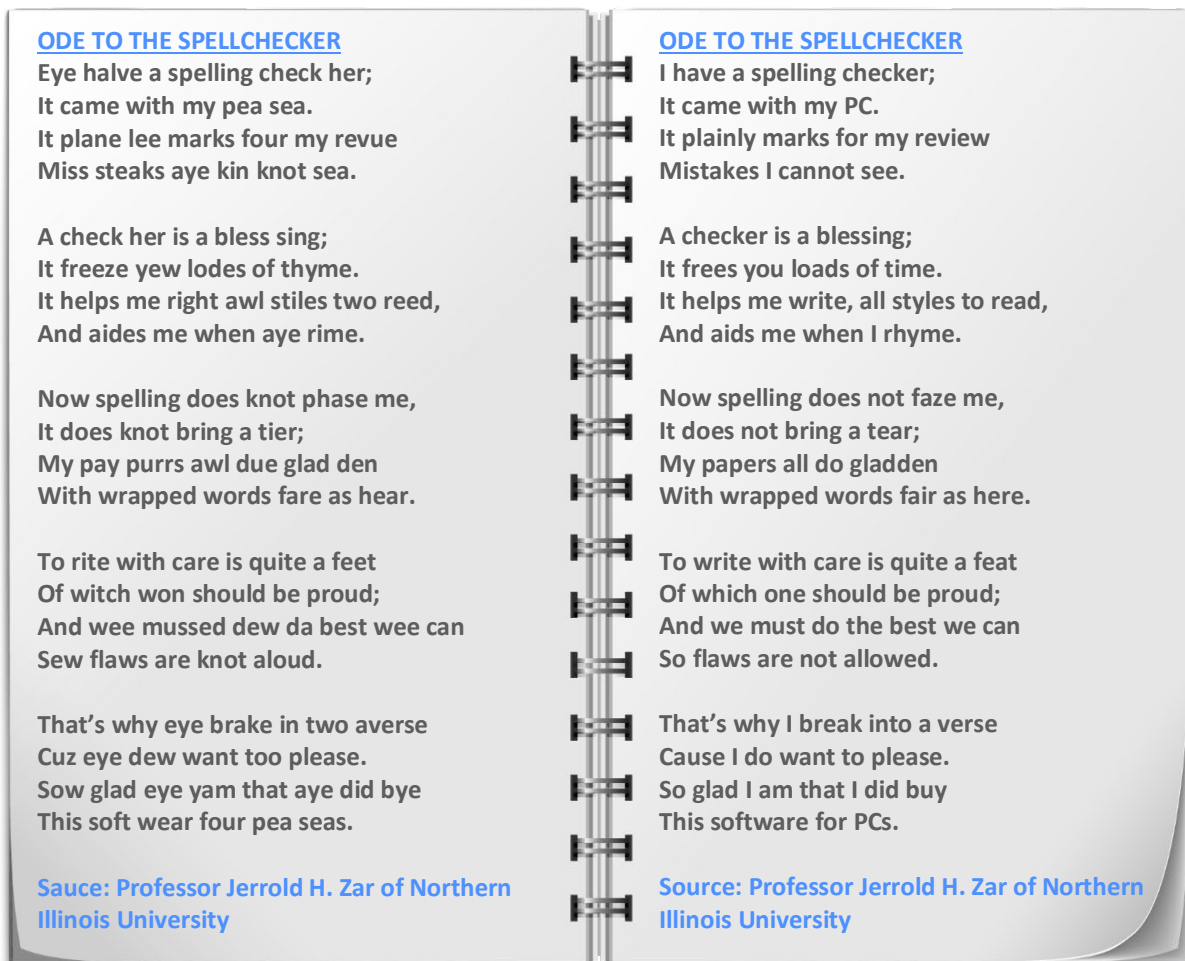 ODE TO THE SPELLCHECKER
Eye halve a spelling check her;
It came with my pea sea.
It plane lee marks four my revue
Miss steaks aye kin knot sea.
A check her is a bless sing;
It freeze yew lodes of thyme.
It helps me right awl stiles two reed,
And aides me when aye rime.
Now spelling does knot phase me,
It does knot bring a tier;
My pay purrs awl due glad den
With wrapped words fare as hear.
To rite with care is quite a feet
Of witch won should be proud;
And wee mussed dew da best wee can
Sew flaws are knot aloud.
That’s why eye brake in two averse
Cuz eye dew want too please.
Sow glad eye yam that aye did bye
This soft wear four pea seas.
Sauce: Professor Jerrold H. Zar of Northern
Illinois University
ODE TO THE SPELLCHECKER
I have a spelling checker;
It came with my PC.
It plainly marks for my review
Mistakes I cannot see.
A checker is a blessing;
It frees you loads of time.
It helps me write, all styles to read,
And aids me when I rhyme.
Now spelling does not faze me,
It does not bring a tear;
My papers all do gladden
With wrapped words fair as here.
To write with care is quite a feat
Of which one should be proud;
And we must do the best we can
So flaws are not allowed.
That’s why I break into a verse
Cause I do want to please.
So glad I am that I did buy
This software for PCs.
Source: Professor Jerrold H. Zar of Northern
Illinois University